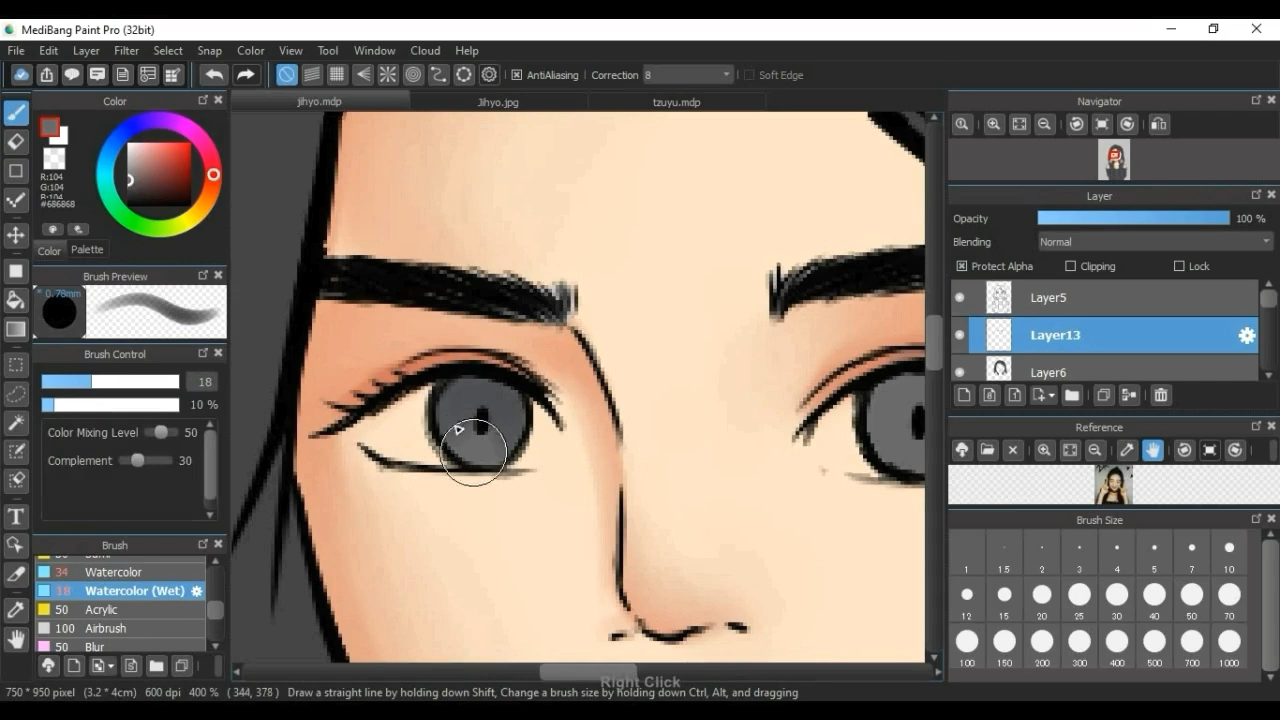 MediBang Paint Pro (32bit)
File Edit Layer Filter Select Snap Color View Tool Window Cloud Help
AntiAliasing Correction 8 Soft Edge
Color
jihyo.mdp Jihyo.jpg tzuyu.mdp
Navigator
R:104
G:104
B:104
#686868
Color Palette
Brush Preview
* 0.78mm
Brush Control
18
10 %
Color Mixing Level 50
Complement 30
Brush
34 Watercolor
18 Watercolor (Wet)
50 Acrylic
100 Airbrush
50 Blur
Layer
Opacity 100 %
Blending Normal
Protect Alpha Clipping Lock
Layer5
Layer13
Layer6
Reference
Brush Size
1 1.5 2 3 4 5 7 10
12 15 20 25 30 40 50 70
100 150 200 300 400 500 700 1000
Right Click
750 * 950 pixel (3.2 * 4cm) 600 dpi 400 % ( 344, 378 ) Draw a straight line by holding down Shift, Change a brush size by holding down Ctrl, Alt, and dragging